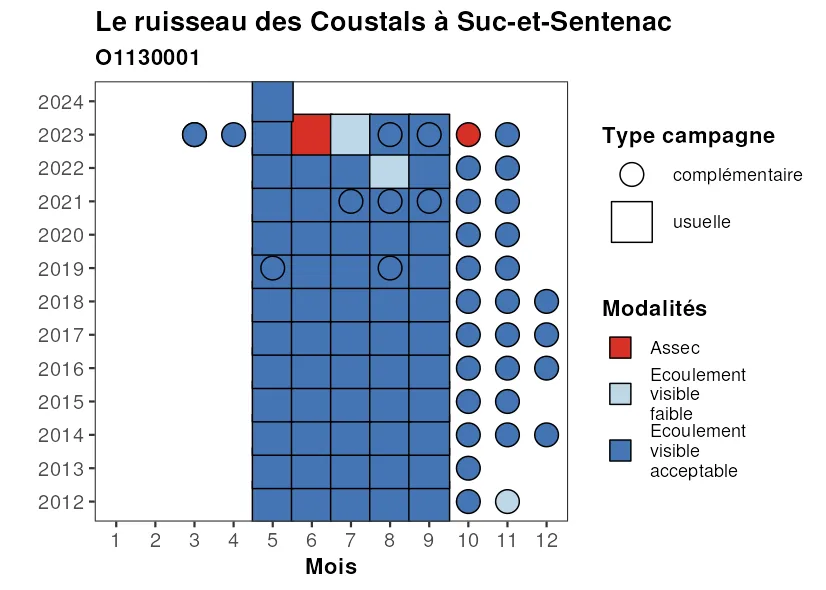 Le ruisseau des Coustals à Suc-et-Sentenac
O1130001
2024
2023
2022
2021
2020
2019
2018
2017
2016
2015
2014
2013
2012
1 2 3 4 5 6 7 8 9 10 11 12
Mois
Type campagne
complémentaire
usuelle
Modalités
Assec
Ecoulement
visible
faible
Ecoulement
visible
acceptable